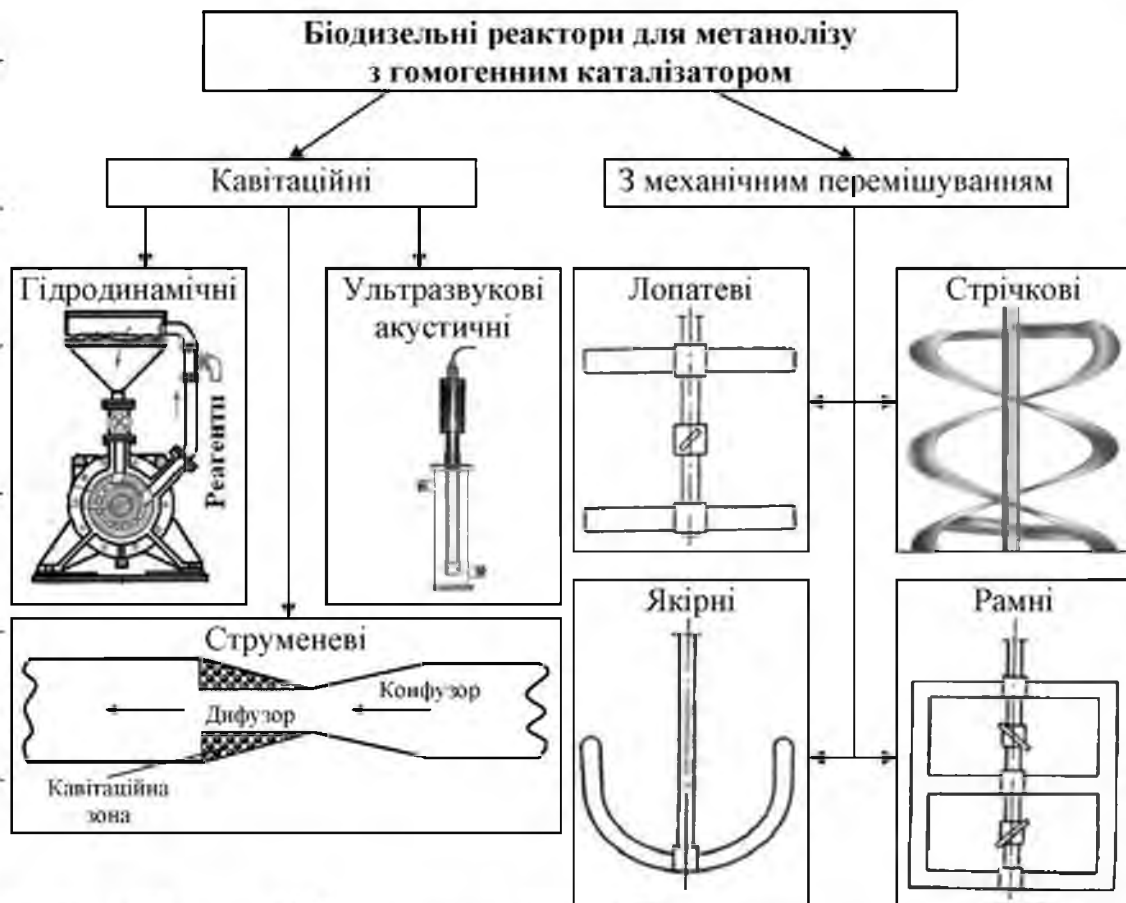 Біодизельні реактори для метанолізу
з гомогенним каталізатором
Кавітаційні
З механічним перемішуванням
Гідродинамічні
Реагенти
Ультразвукові
акустичні
Струменеві
Конфузор
Дифузор
Кавітаційна
зона
Лопатеві
Стрічкові
Якірні
Рамні